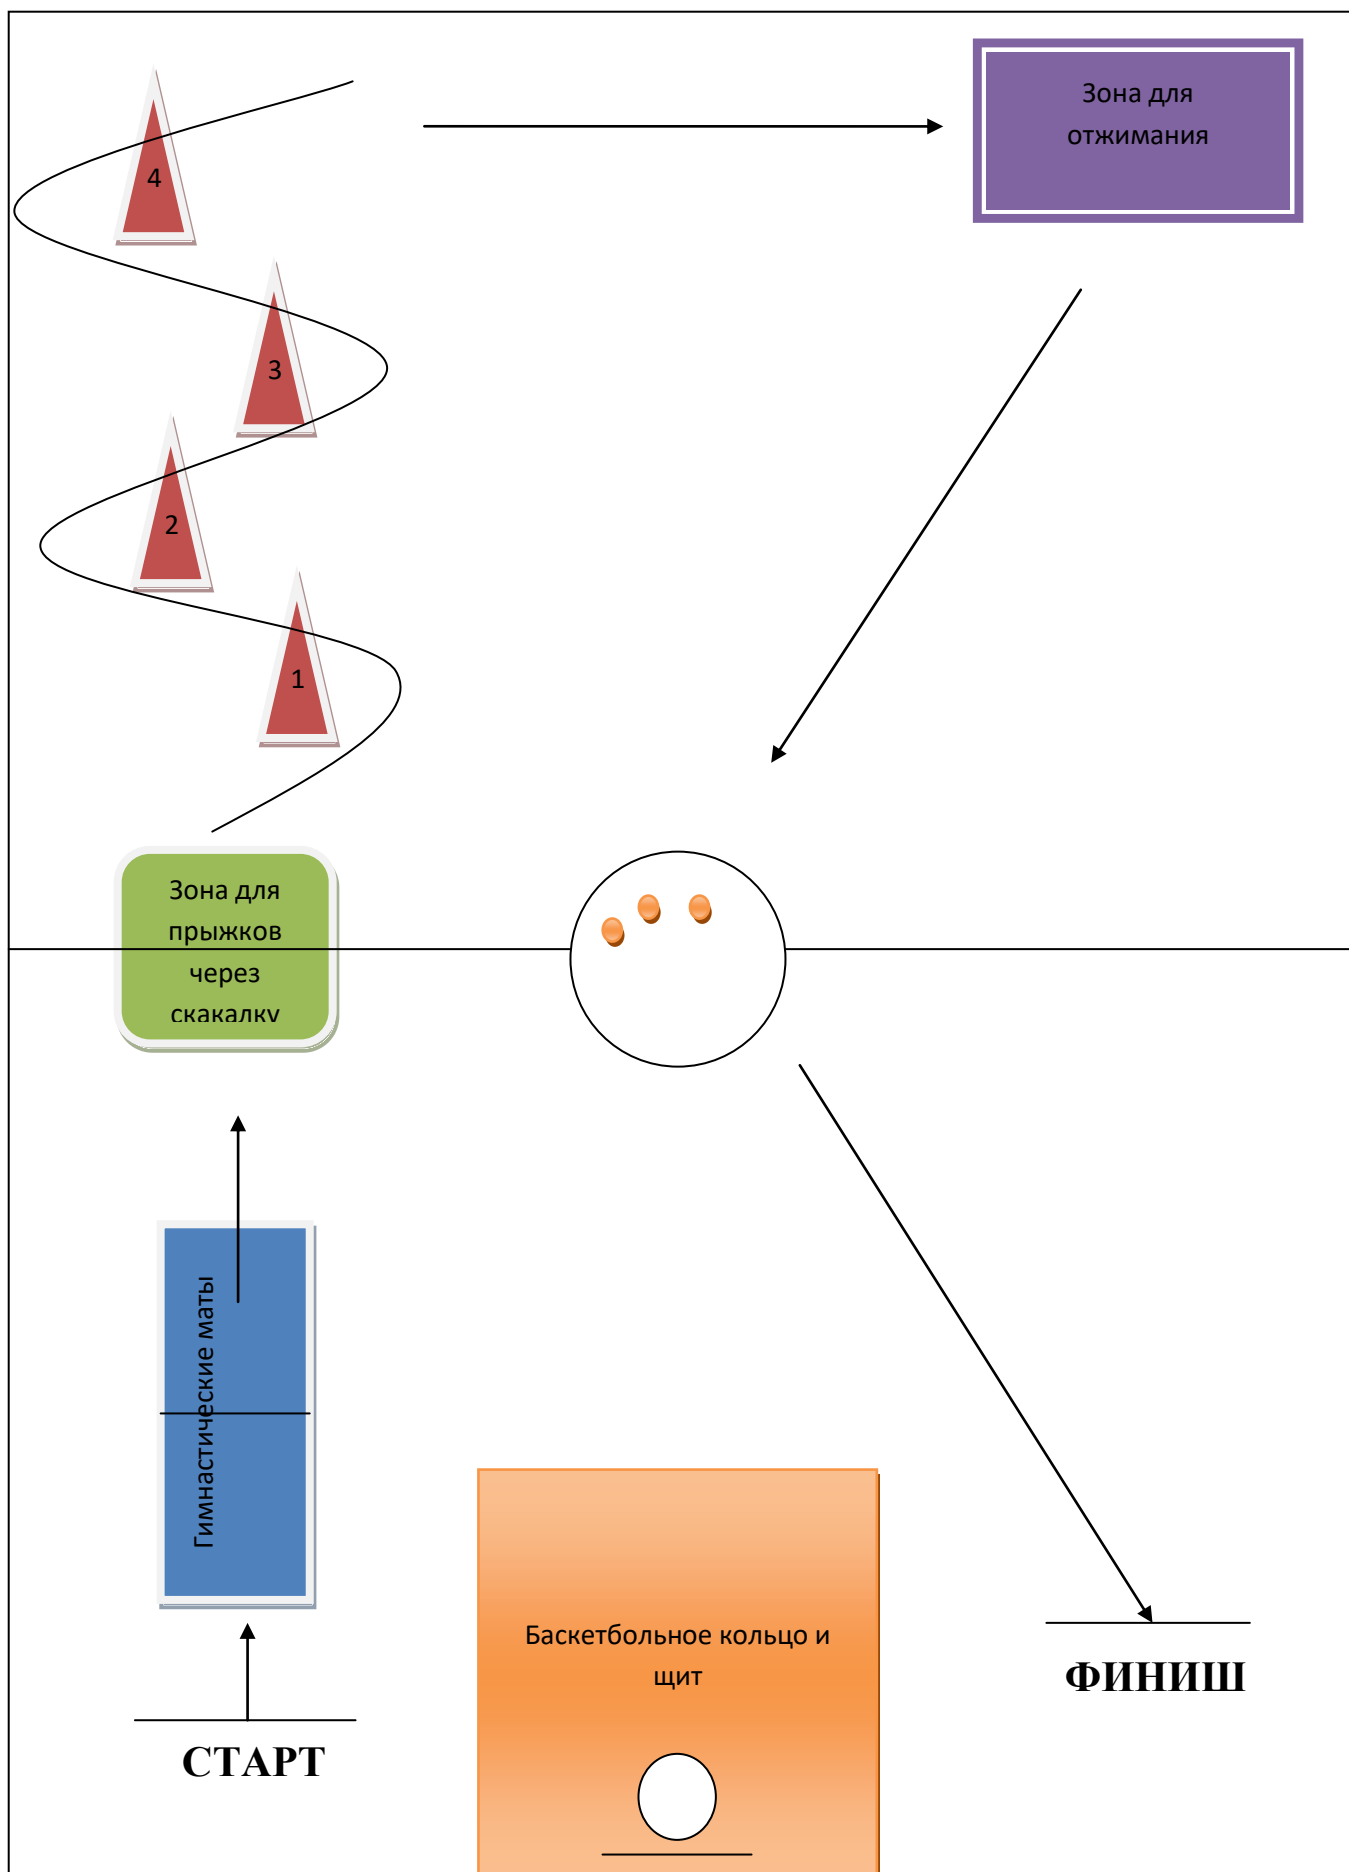 Зона для
отжимания
4
3
2
1
Зона для
прыжков
через
скакалку
Гимнастические маты
Баскетбольное кольцо и
щит
ФИНИШ
СТАРТ